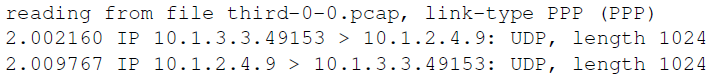 reading from file third-0-0.pcap, link-type PPP (PPP)
2.002160 IP 10.1.3.3.49153 > 10.1.2.4.9: UDP, length 1024
2.009767 IP 10.1.2.4.9 > 10.1.3.3.49153: UDP, length 1024